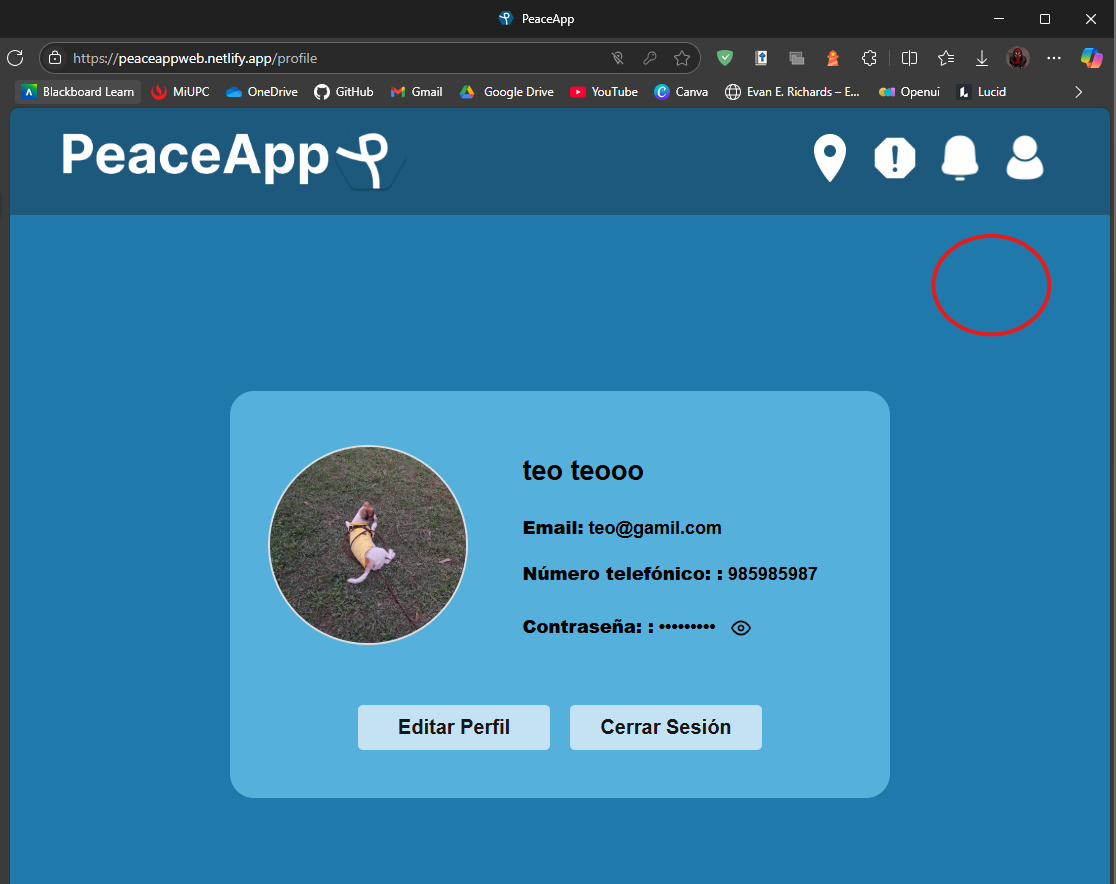 PeaceApp
https://peaceappweb.netlify.app/profile
Blackboard Learn MiUPC OneDrive GitHub Gmail Google Drive YouTube Canva Evan E. Richards – E... Openui Lucid
PeaceApp
teo teooo
Email: teo@gamil.com
Número telefónico: : 985985987
Contraseña: : •••••••••
Editar Perfil Cerrar Sesión